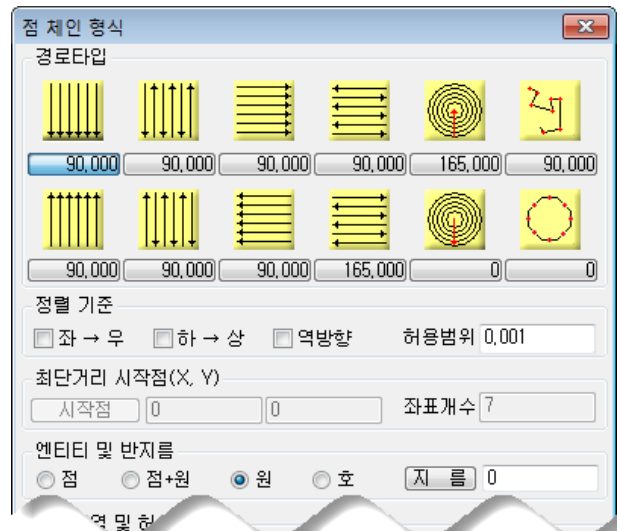 점 체인 형식
경로타입
90,000 90,000 90,000 90,000 165,000 90,000
90,000 90,000 90,000 165,000 0 0
정렬 기준
좌 → 우 하 → 상 역방향 허용범위 0,001
최단거리 시작점(X, Y)
시작점 0 0 좌표개수 7
엔티티 및 반지름
점 점+원 원 호 지 름 0
및